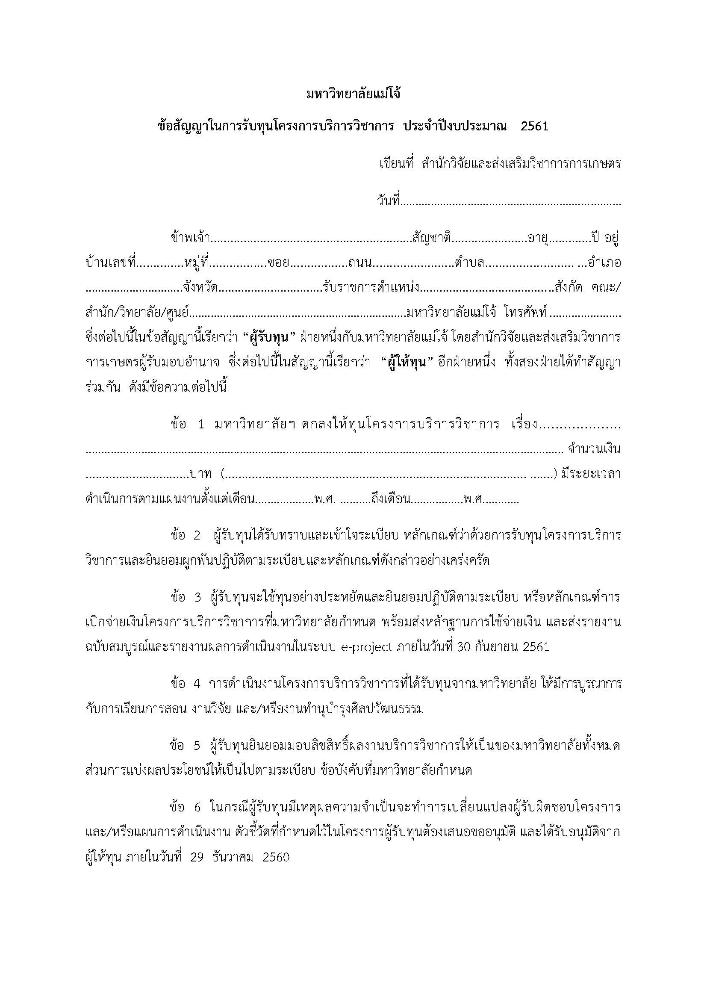 มหาวิทยาลัยแม่โจ้
ข้อสัญญาในการรับทุนโครงการบริการวิชาการ ประจำปีงบประมาณ 2561
เขียนที่ สำนักวิจัยและส่งเสริมวิชาการการเกษตร
วันที่........................................................................
ข้าพเจ้า............................................................สัญชาติ.......................อายุ.............ปี อยู่
บ้านเลขที่..............หมู่ที่.................ซอย.................ถนน........................ตำบล.......................... ...อำเภอ
.............................จังหวัด...............................รับราชการตำแหน่ง........................................สังกัด คณะ/
สำนัก/วิทยาลัย/ศูนย์......................................................................มหาวิทยาลัยแม่โจ้ โทรศัพท์.......................
ซึ่งต่อไปนี้ในข้อสัญญานี้เรียกว่า “ผู้รับทุน” ฝ่ายหนึ่งกับมหาวิทยาลัยแม่โจ้ โดยสำนักวิจัยและส่งเสริมวิชาการ
การเกษตรผู้รับมอบอำนาจ ซึ่งต่อไปนี้ในสัญญานี้เรียกว่า “ผู้ให้ทุน” อีกฝ่ายหนึ่ง ทั้งสองฝ่ายได้ทำสัญญา
ร่วมกัน ดังมีข้อความต่อไปนี้
ข้อ 1 มหาวิทยาลัยฯ ตกลงให้ทุนโครงการบริการวิชาการ เรื่อง....................
........................................................................................................................................................... จำนวนเงิน
...............................บาท (.......................................................................................... .......) มีระยะเวลา
ดำเนินการตามแผนงานตั้งแต่เดือน...................พ.ศ. ..........ถึงเดือน.................พ.ศ............
ข้อ 2 ผู้รับทุนได้รับทราบและเข้าใจระเบียบ หลักเกณฑ์ว่าด้วยการรับทุนโครงการบริการ
วิชาการและยินยอมผูกพันปฏิบัติตามระเบียบและหลักเกณฑ์ดังกล่าวอย่างเคร่งครัด
ข้อ 3 ผู้รับทุนจะใช้ทุนอย่างประหยัดและยินยอมปฏิบัติตามระเบียบ หรือหลักเกณฑ์การ
เบิกจ่ายเงินโครงการบริการวิชาการที่มหาวิทยาลัยกำหนด พร้อมส่งหลักฐานการใช้จ่ายเงิน และส่งรายงาน
ฉบับสมบูรณ์และรายงานผลการดำเนินงานในระบบ e-project ภายในวันที่ 30 กันยายน 2561
ข้อ 4 การดำเนินงานโครงการบริการวิชาการที่ได้รับทุนจากมหาวิทยาลัย ให้มีการบูรณาการ
กับการเรียนการสอน งานวิจัย และ/หรืองานทำนุบำรุงศิลปวัฒนธรรม
ข้อ 5 ผู้รับทุนยินยอมมอบลิขสิทธิ์ผลงานบริการวิชาการให้เป็นของมหาวิทยาลัยทั้งหมด
ส่วนการแบ่งผลประโยชน์ให้เป็นไปตามระเบียบ ข้อบังคับที่มหาวิทยาลัยกำหนด
ข้อ 6 ในกรณีผู้รับทุนมีเหตุผลความจำเป็นจะทำการเปลี่ยนแปลงผู้รับผิดชอบโครงการ
และ/หรือแผนการดำเนินงาน ตัวชี้วัดที่กำหนดไว้ในโครงการผู้รับทุนต้องเสนอขออนุมัติ และได้รับอนุมัติจาก
ผู้ให้ทุน ภายในวันที่ 29 ธันวาคม 2560